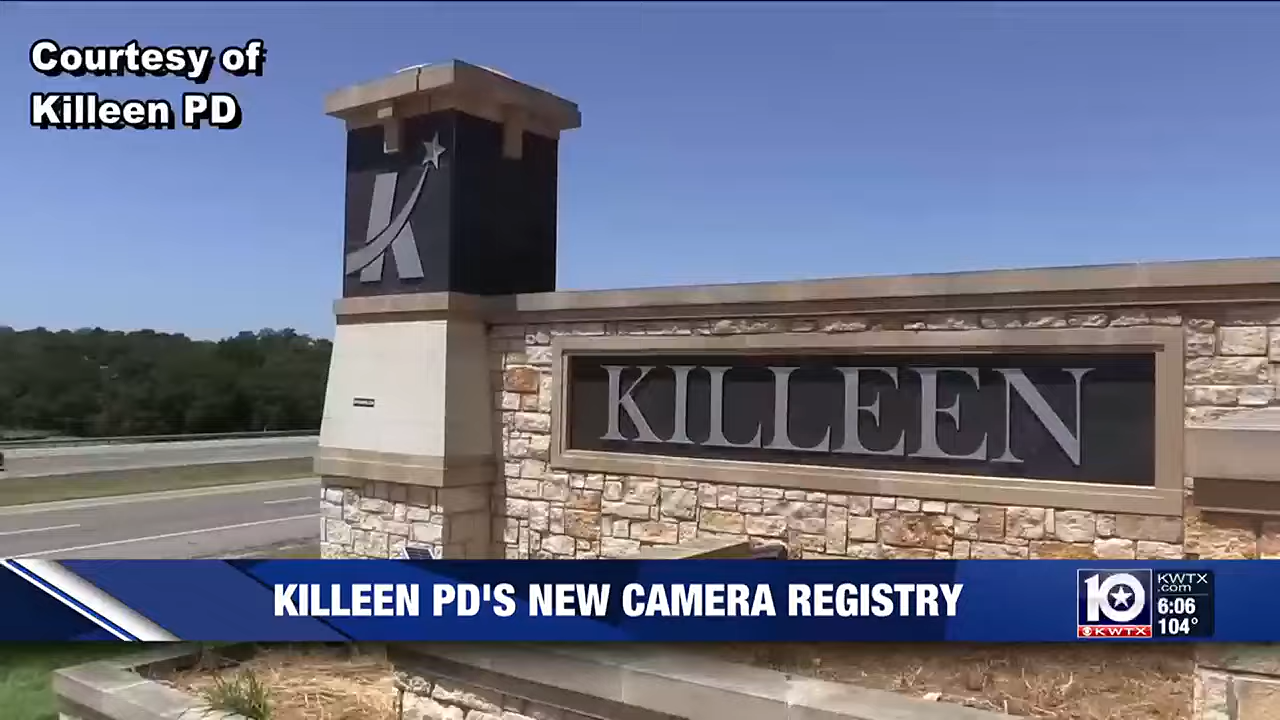 Courtesy of
Killeen PD
K
KILLEEN
KILLEEN PD'S NEW CAMERA REGISTRY
10
KWTX
KWTX
.com
6:06
104°